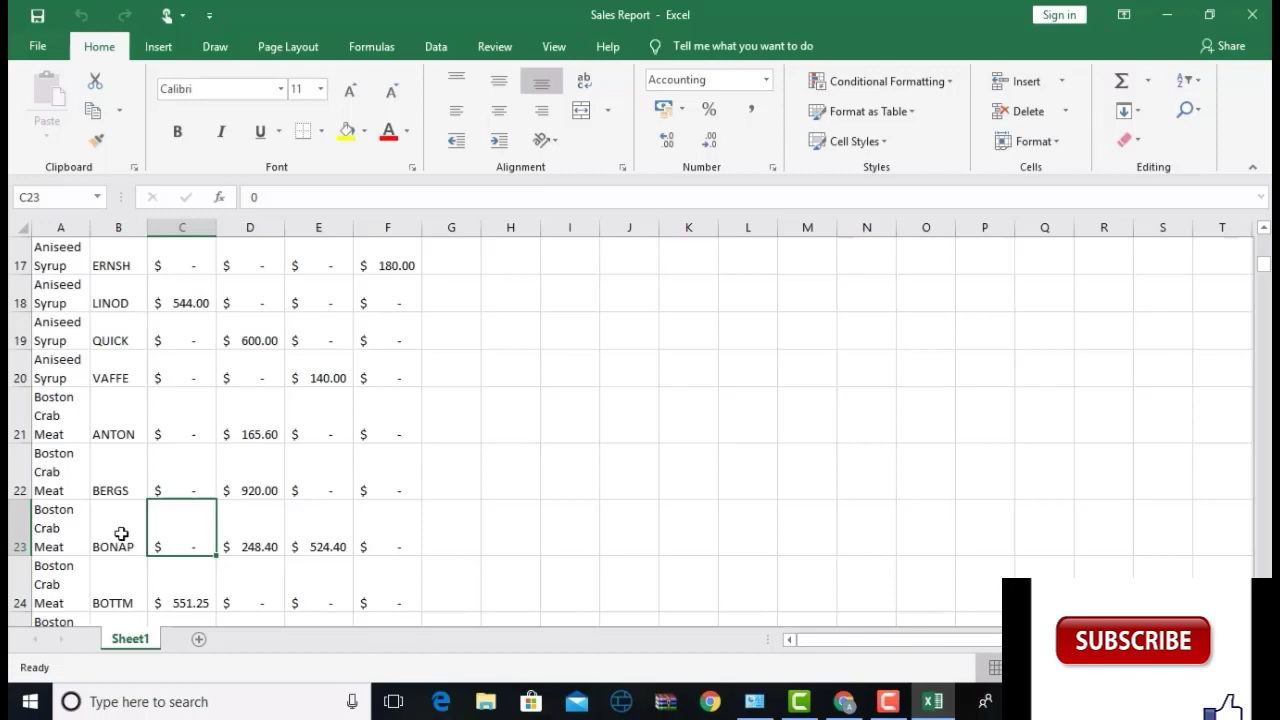 Sales Report - Excel
Sign in
File Home Insert Draw Page Layout Formulas Data Review View Help Tell me what you want to do Share
Paste
Calibri 11
B I U A
Accounting
$ % ,
Conditional Formatting
Format as Table
Cell Styles
Insert
Delete
Format
Clipboard Font Alignment Number Styles Cells Editing
C23 fx 0
A B C D E F G H I J K L M N O P Q R S T
17 Aniseed Syrup ERNSH $ - $ - $ - $ 180.00
18 Aniseed Syrup LINOD $ 544.00 $ - $ - $ -
19 Aniseed Syrup QUICK $ - $ 600.00 $ - $ -
20 Aniseed Syrup VAFFE $ - $ - $ 140.00 $ -
21 Boston Crab Meat ANTON $ - $ 165.60 $ - $ -
22 Boston Crab Meat BERGS $ - $ 920.00 $ - $ -
23 Boston Crab Meat BONAP $ - $ 248.40 $ 524.40 $ -
24 Boston Crab Meat BOTTM $ 551.25 $ - $ - $ -
Boston
Sheet1
Ready
SUBSCRIBE
Type here to search